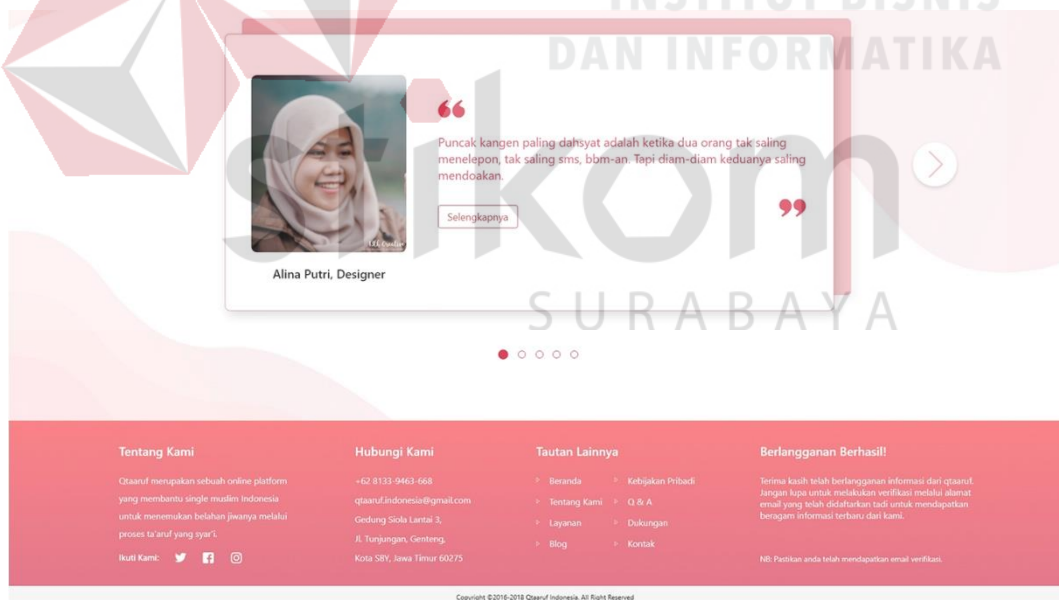 INSTITUT BISNIS
DAN INFORMATIKA
stikom
SURABAYA
Puncak kangen paling dahsyat adalah ketika dua orang tak saling
menelepon, tak saling sms, bbm-an. Tapi diam-diam keduanya saling
mendoakan.
Selengkapnya
Alina Putri, Designer
Tentang Kami
Qtaaruf merupakan sebuah online platform
yang membantu single muslim Indonesia
untuk menemukan belahan jiwanya melalui
proses ta'aruf yang syar'i.
Ikuti Kami:
Hubungi Kami
+62 8133-9463-668
qtaaruf.indonesia@gmail.com
Gedung Siola Lantai 3,
Jl. Tunjungan, Genteng,
Kota SBY, Jawa Timur 60275
Tautan Lainnya
Beranda
Tentang Kami
Layanan
Blog
Kebijakan Pribadi
Q & A
Dukungan
Kontak
Berlangganan Berhasil!
Terima kasih telah berlangganan informasi dari qtaaruf.
Jangan lupa untuk melakukan verifikasi melalui alamat
email yang telah didaftarkan tadi untuk mendapatkan
beragam informasi terbaru dari kami.
NB: Pastikan anda telah mendapatkan email verifikasi.
Copyright ©2016-2018 Qtaaruf Indonesia. All Right Reserved